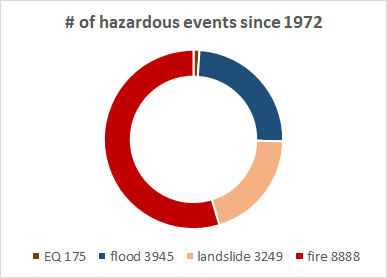 # of hazardous events since 1972
EQ 175 flood 3945 landslide 3249 fire 8888